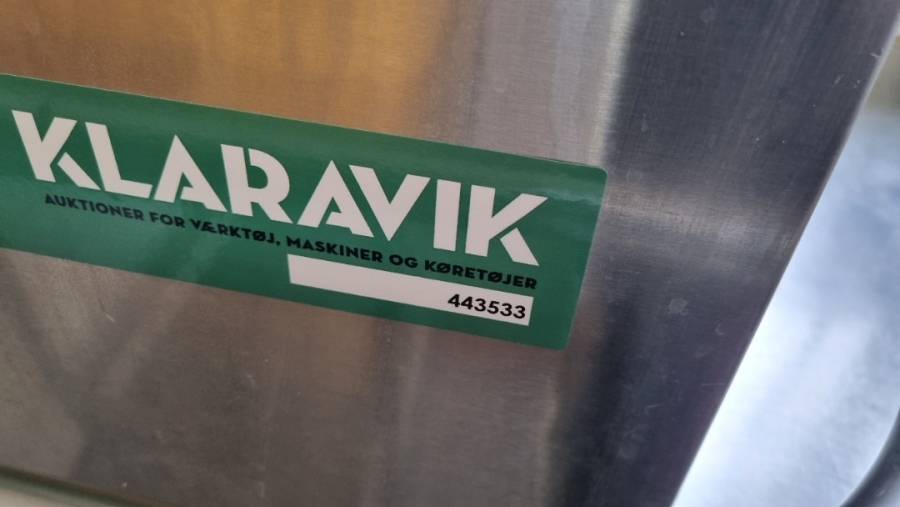 KLARAVIK
AUKTIONER FOR VÆRKTØJ, MASKINER OG KØRETØJER
443533